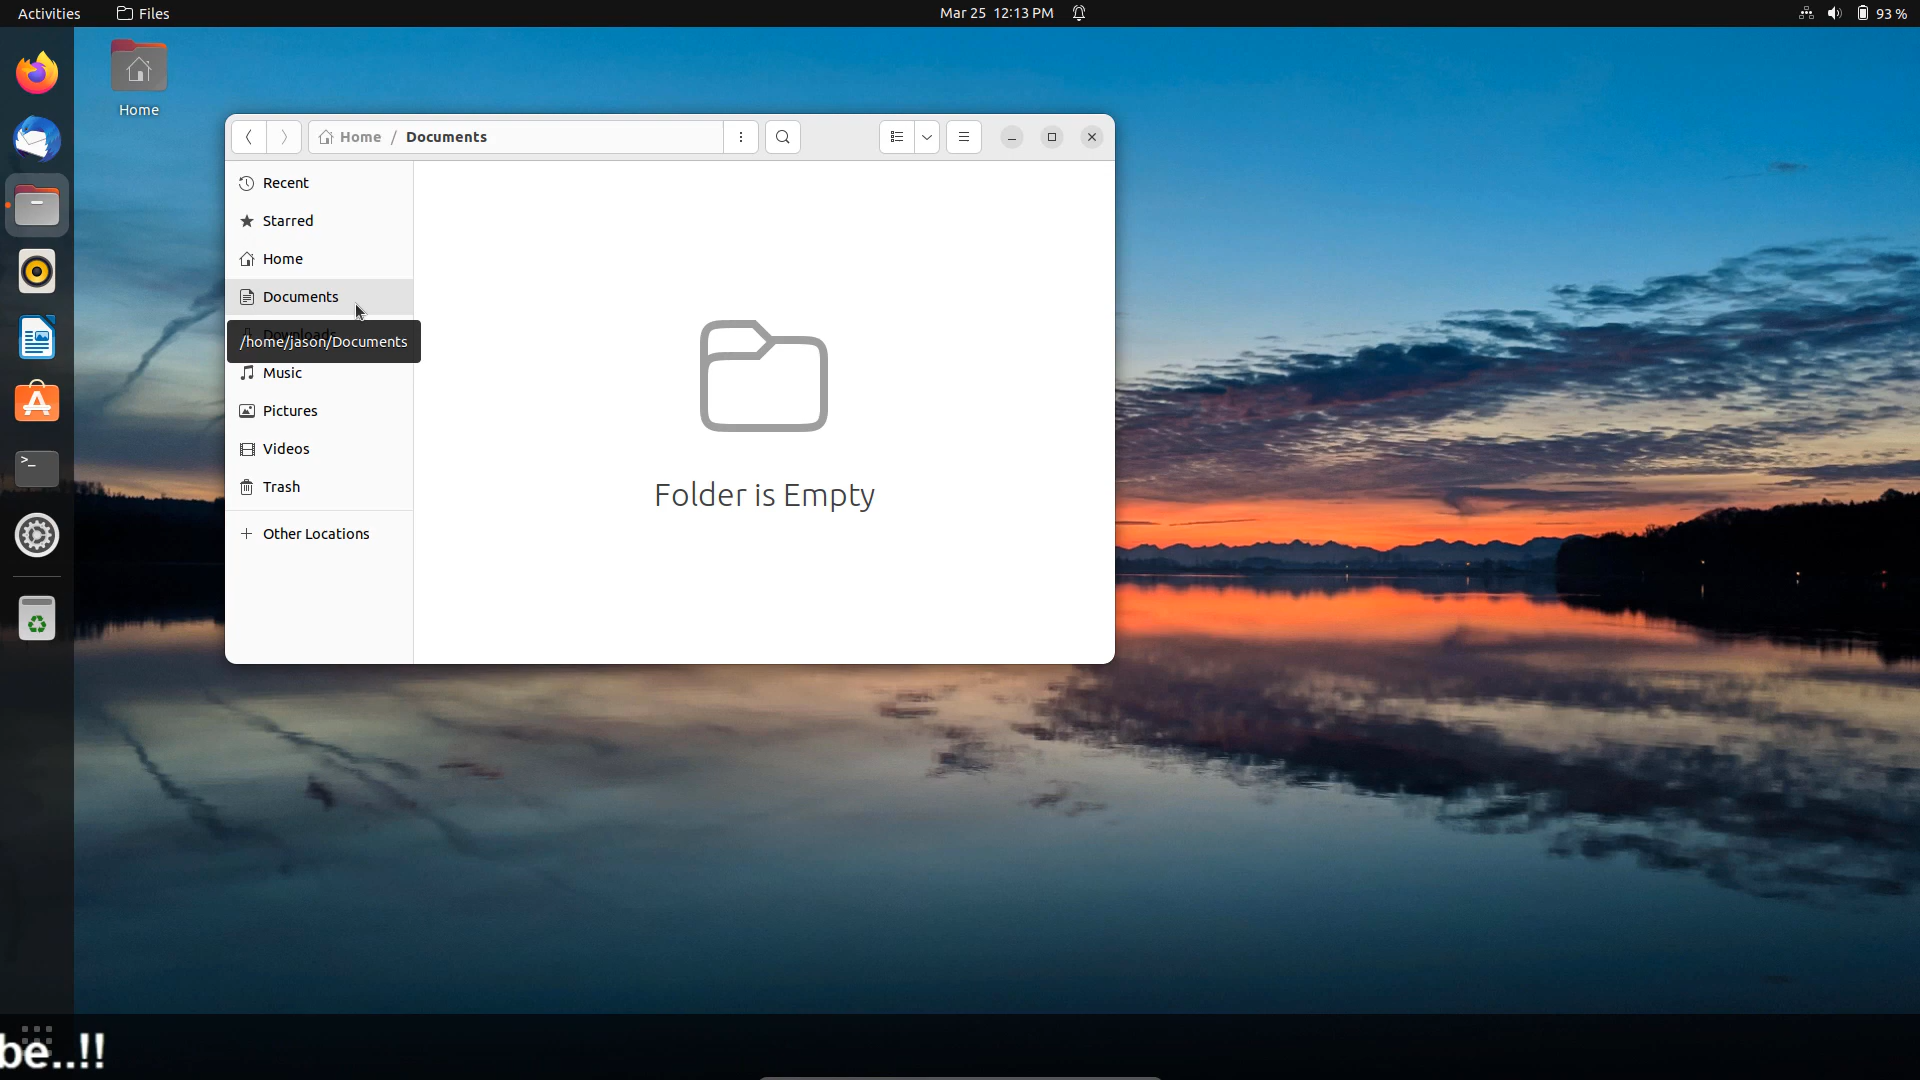 Activities Files Mar 25 12:13 PM 93 %
Home
Home / Documents
Recent
Starred
Home
Documents
Downloads
/home/jason/Documents
Music
Pictures
Videos
Trash
Other Locations
Folder is Empty
be..!!